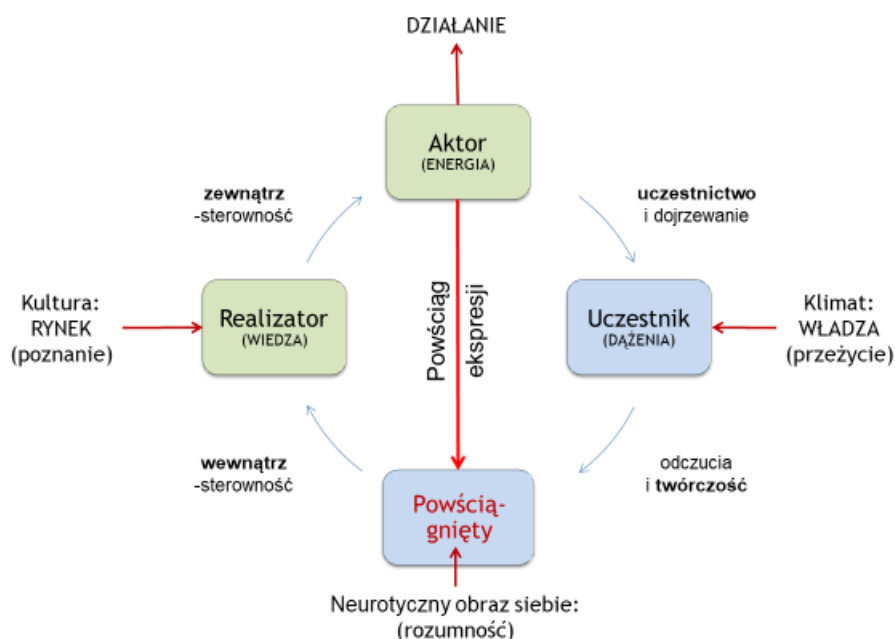 DZIAŁANIE
Aktor
(ENERGIA)
zewnątrz
-sterowność
uczestnictwo
i dojrzewanie
Kultura:
RYNEK
(poznanie)
Realizator
(WIEDZA)
Powściąg
ekspresji
Uczestnik
(DĄŻENIA)
Klimat:
WŁADZA
(przeżycie)
wewnątrz
-sterowność
odczucia
i twórczość
Powścią-
gnięty
Neurotyczny obraz siebie:
(rozumność)